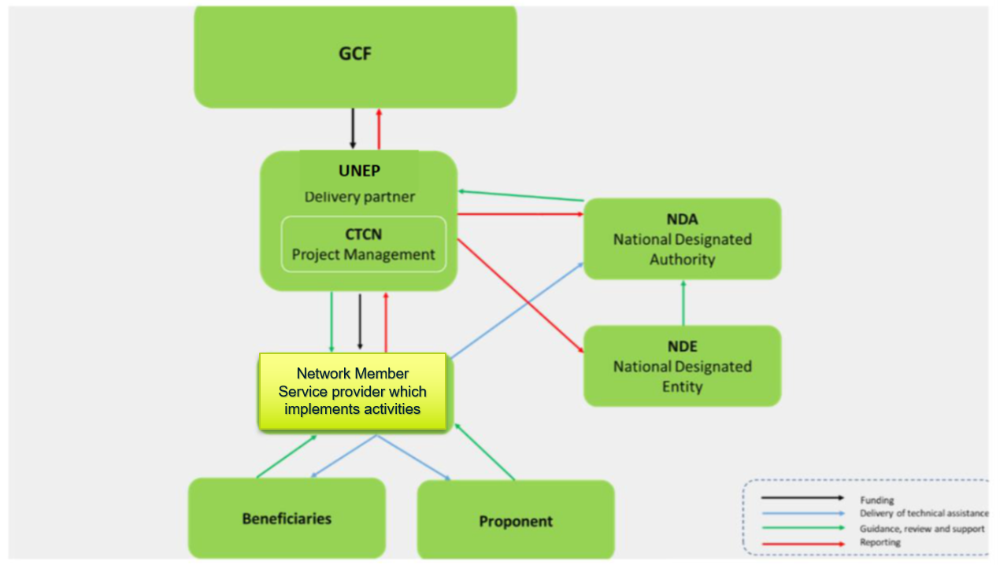 GCF
UNEP
Delivery partner
CTCN
Project Management
NDA
National Designated
Authority
NDE
National Designated
Entity
Network Member
Service provider which
implements activities
Beneficiaries
Proponent
Funding
Delivery of technical assistance
Guidance, review and support
Reporting